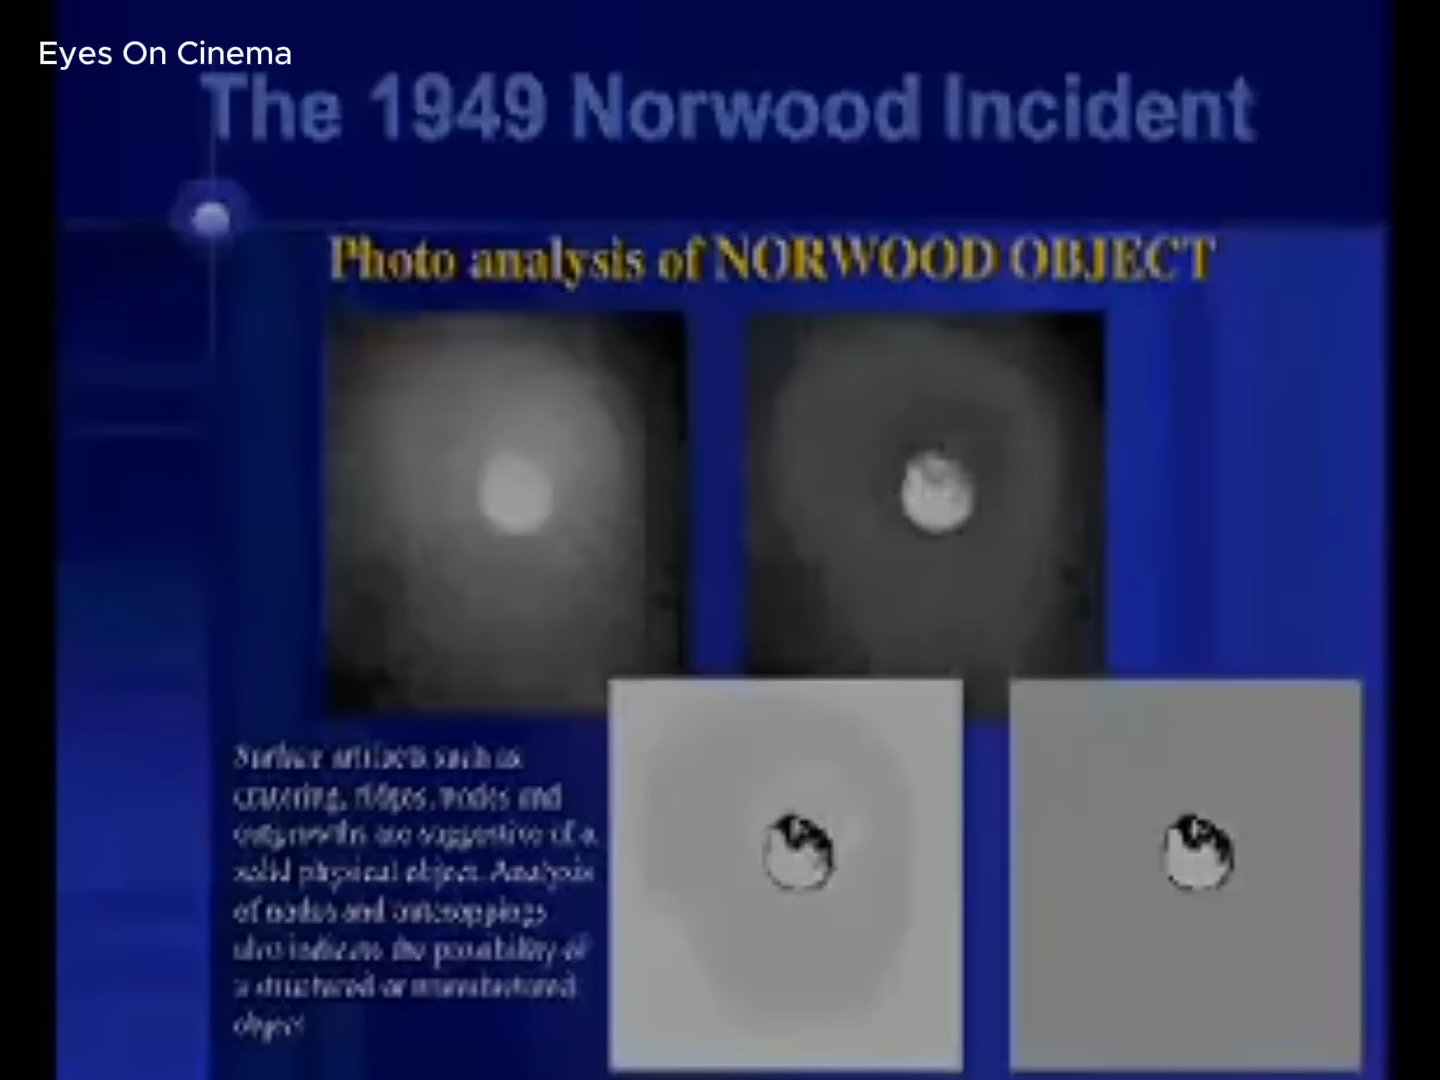 Eyes On Cinema
The 1949 Norwood Incident
Photo analysis of NORWOOD OBJECT
Surface artifacts such as
cratering, ridges, nodes and
outgrowths are suggestive of a
solid physical object. Analysis
of nodes and outcroppings
also indicate the possibility of
a structured or manufactured
object